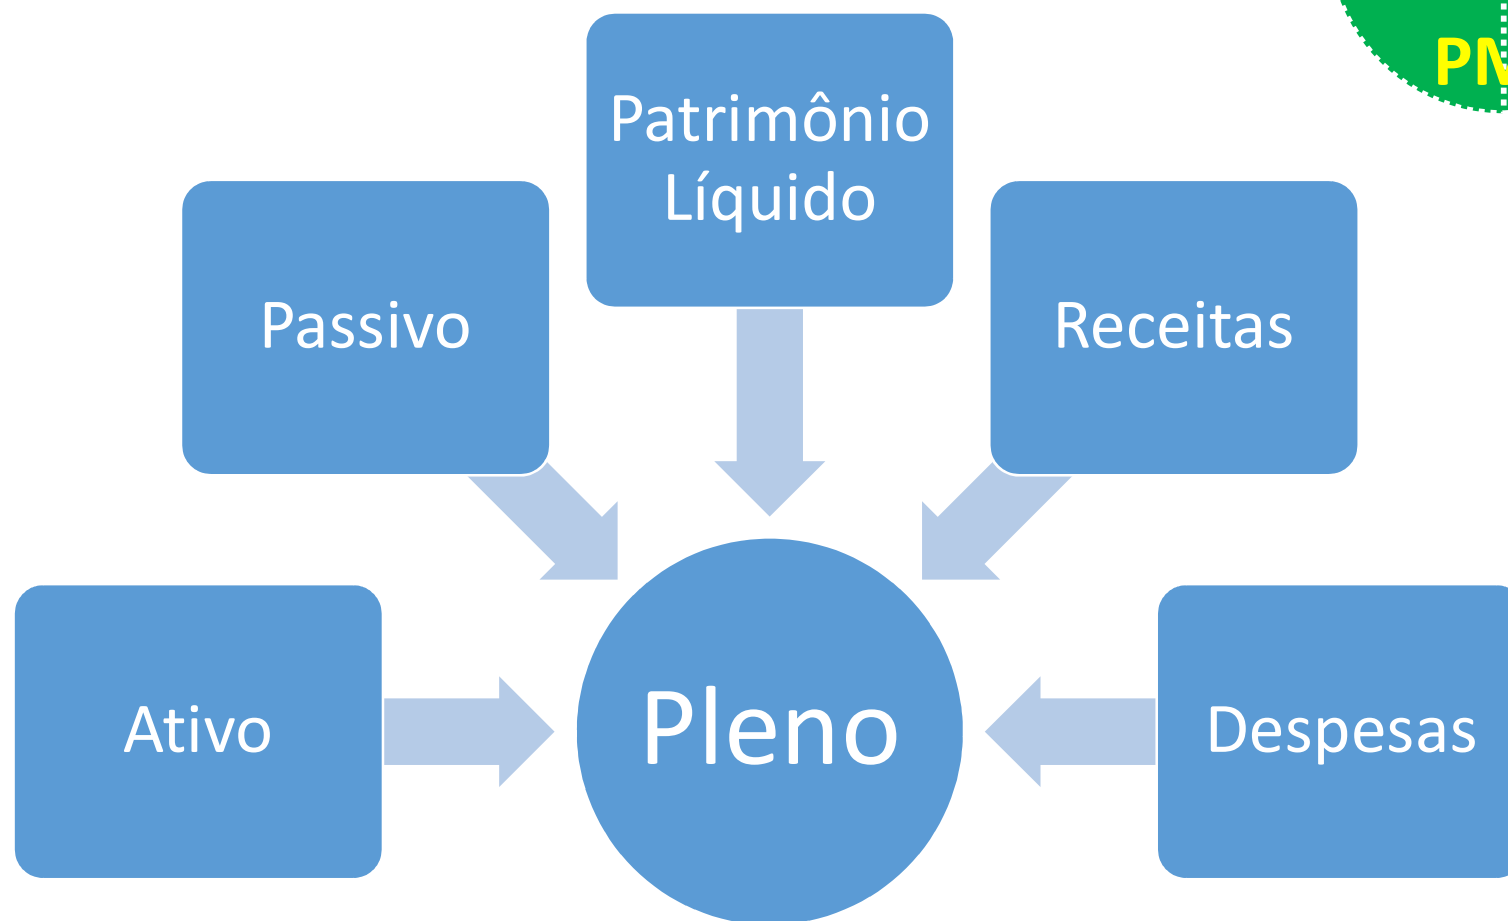 Patrimônio
Líquido
Passivo
Receitas
Ativo
Pleno
Despesas